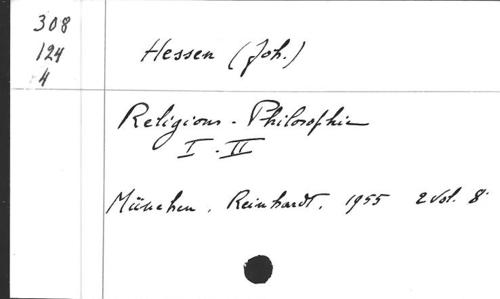 308
124
4
Hessen (Joh.)
Religions-Philosophie
I-II
München, Reinhardt, 1955 2 vol. 8°